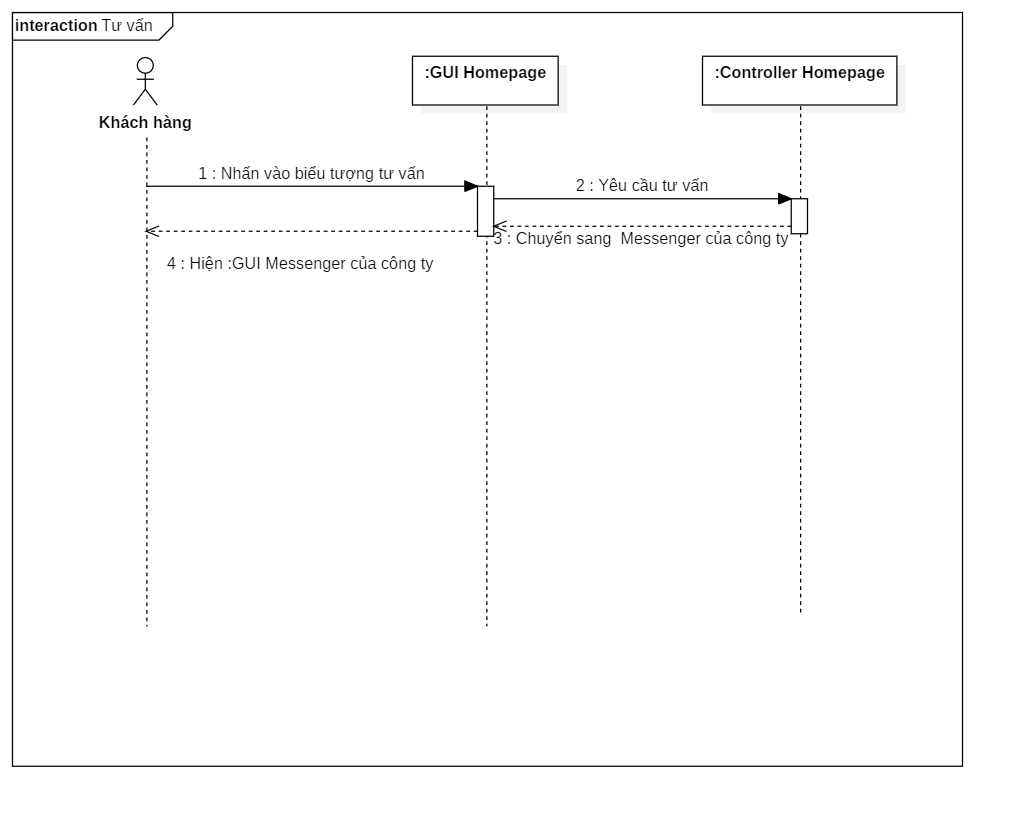 interaction Tư vấn
:GUI Homepage
:Controller Homepage
Khách hàng
1 : Nhấn vào biểu tượng tư vấn
2 : Yêu cầu tư vấn
3 : Chuyển sang  Messenger của công ty
4 : Hiện :GUI Messenger của công ty